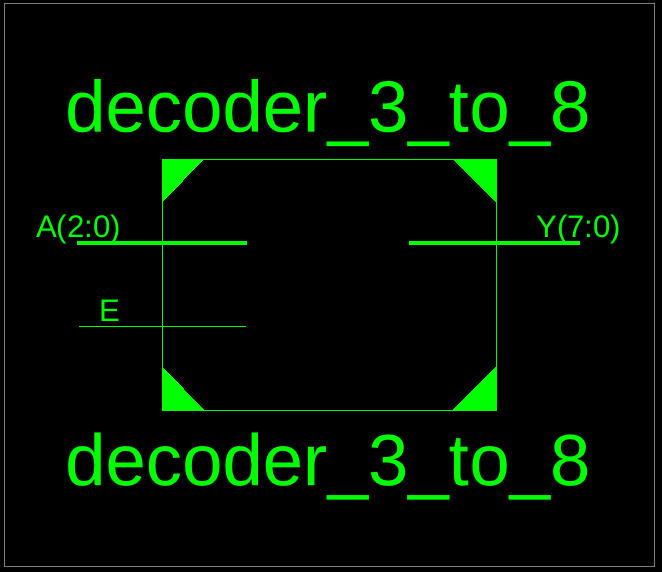 decoder_3_to_8
A(2:0) Y(7:0)
E
decoder_3_to_8